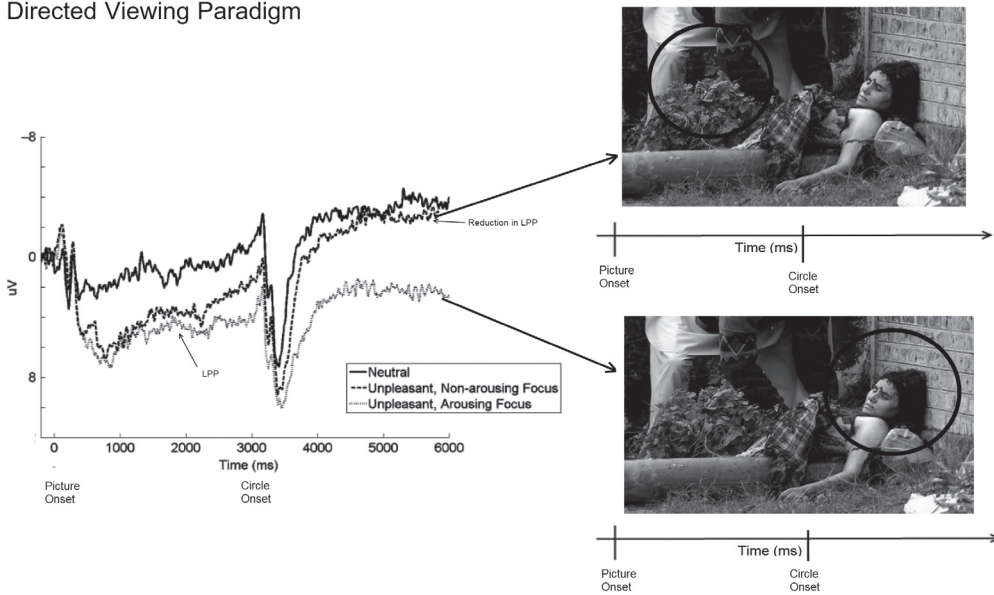 Directed Viewing Paradigm
–8
0
8
uV
Reduction in LPP
LPP
Neutral
Unpleasant, Non-arousing Focus
Unpleasant, Arousing Focus
0 1000 2000 3000 4000 5000 6000
Time (ms)
Picture
Onset
Circle
Onset
Time (ms)
Picture
Onset
Circle
Onset
Time (ms)
Picture
Onset
Circle
Onset